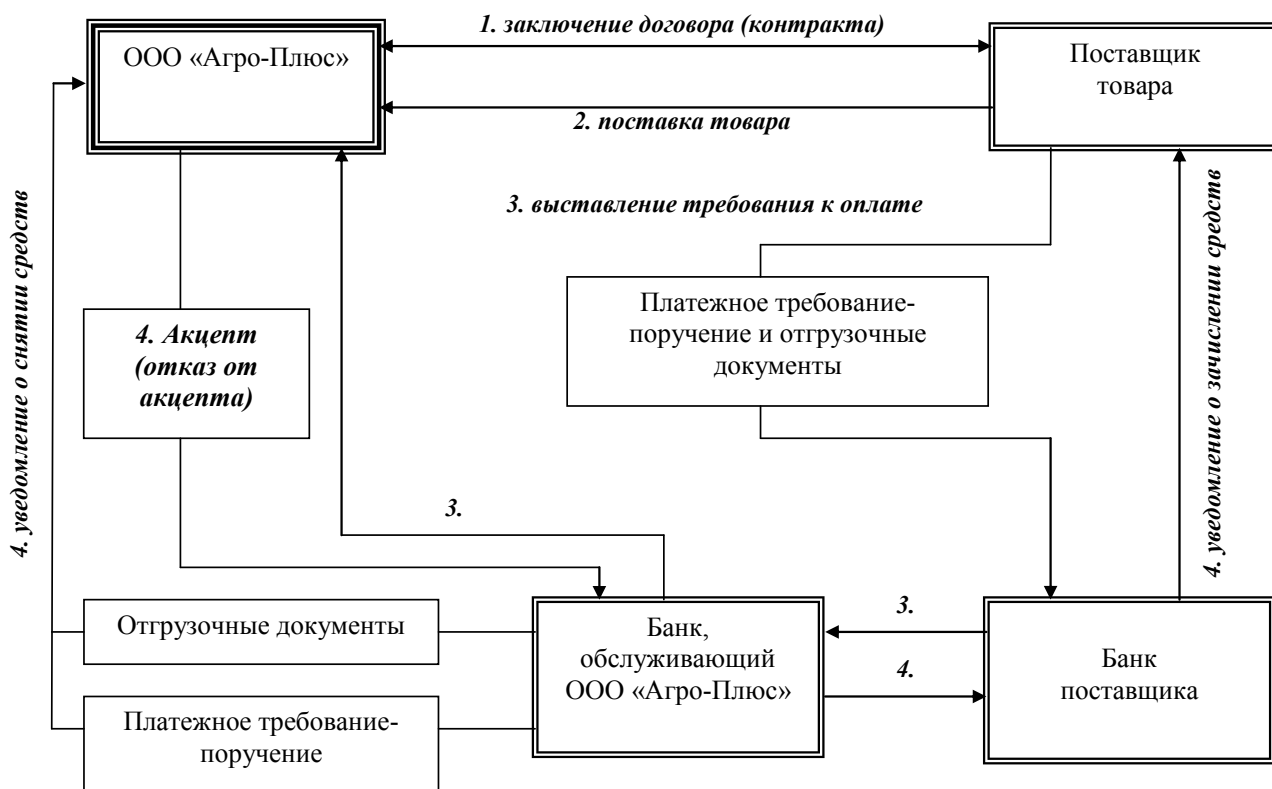 1. заключение договора (контракта)
ООО «Агро-Плюс»
Поставщик
товара
2. поставка товара
3. выставление требования к оплате
4. уведомление о снятии средств
4. уведомление о зачислении средств
Платежное требование-
поручение и отгрузочные
документы
4. Акцепт
(отказ от
акцепта)
3.
3.
Отгрузочные документы
Банк,
обслуживающий
ООО «Агро-Плюс»
4.
Банк
поставщика
Платежное требование-
поручение